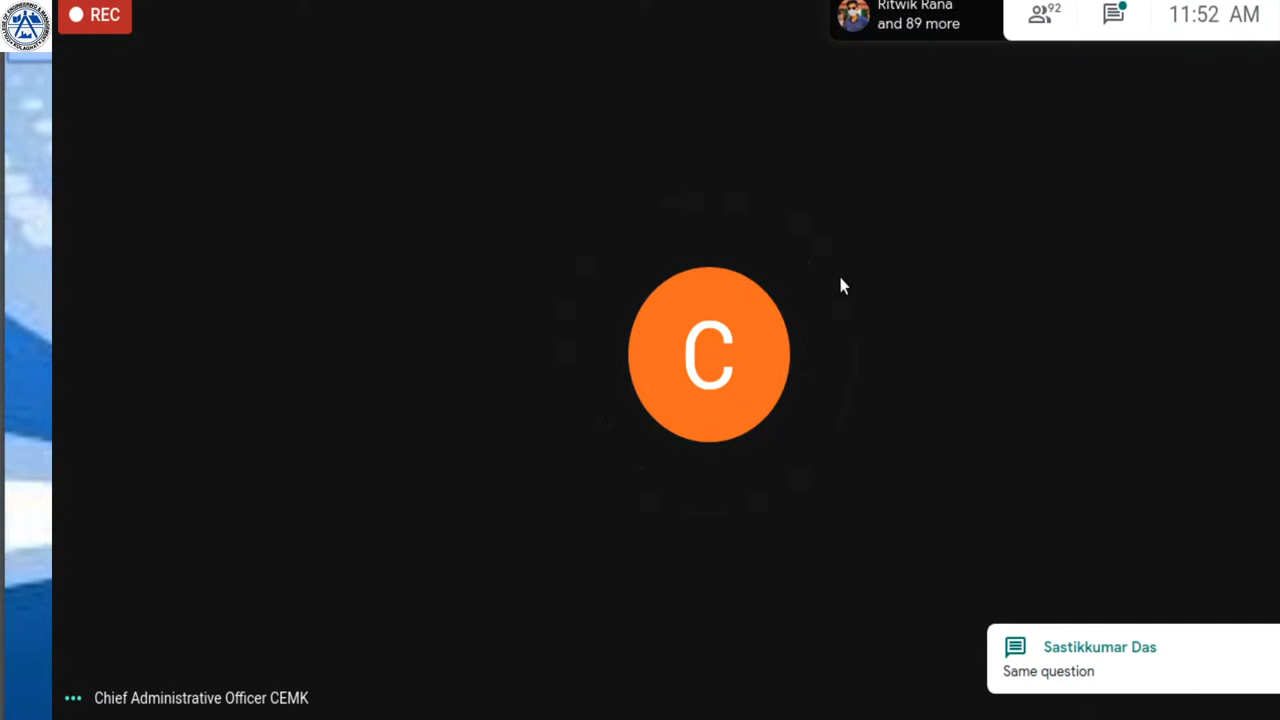 REC
Ritwik Rana
and 89 more
92
11:52 AM
C
Sastikkumar Das
Same question
Chief Administrative Officer CEMK